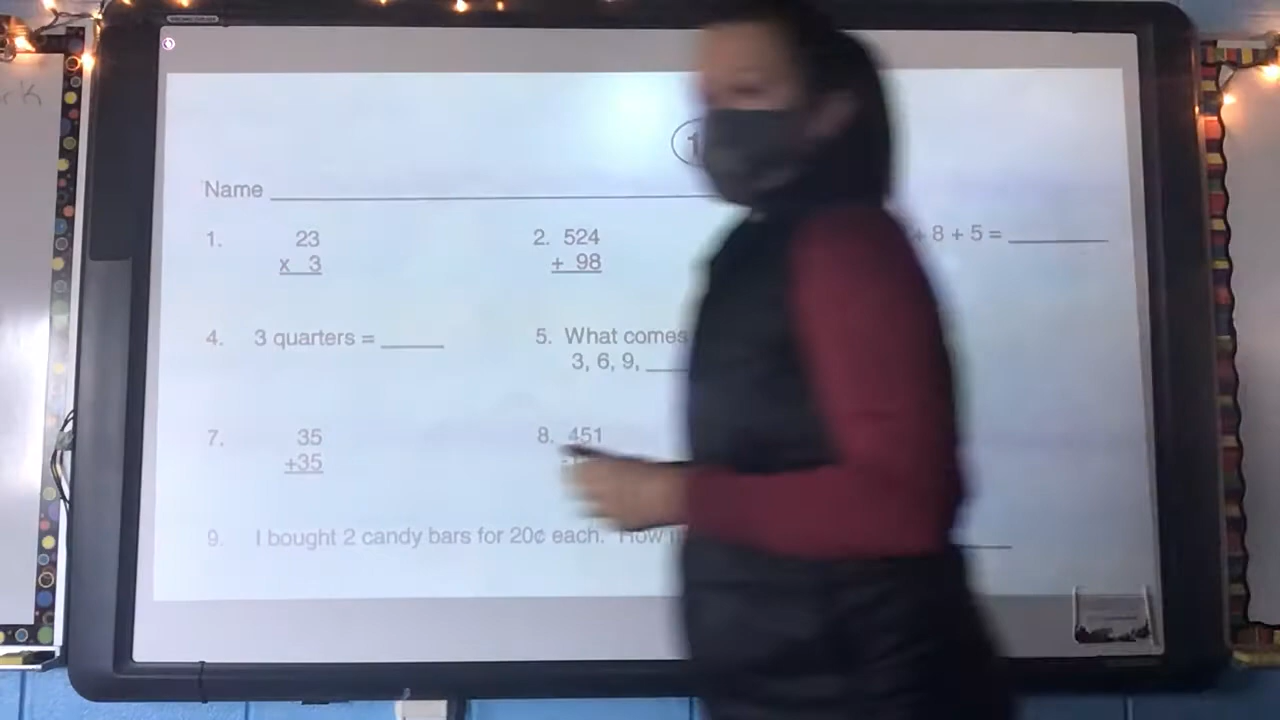 Name
1. 23
x 3
2. 524
+ 98
+ 8 + 5 =
4. 3 quarters =
5. What comes
3, 6, 9,
7. 35
+35
8. 451
9. I bought 2 candy bars for 20¢ each. How